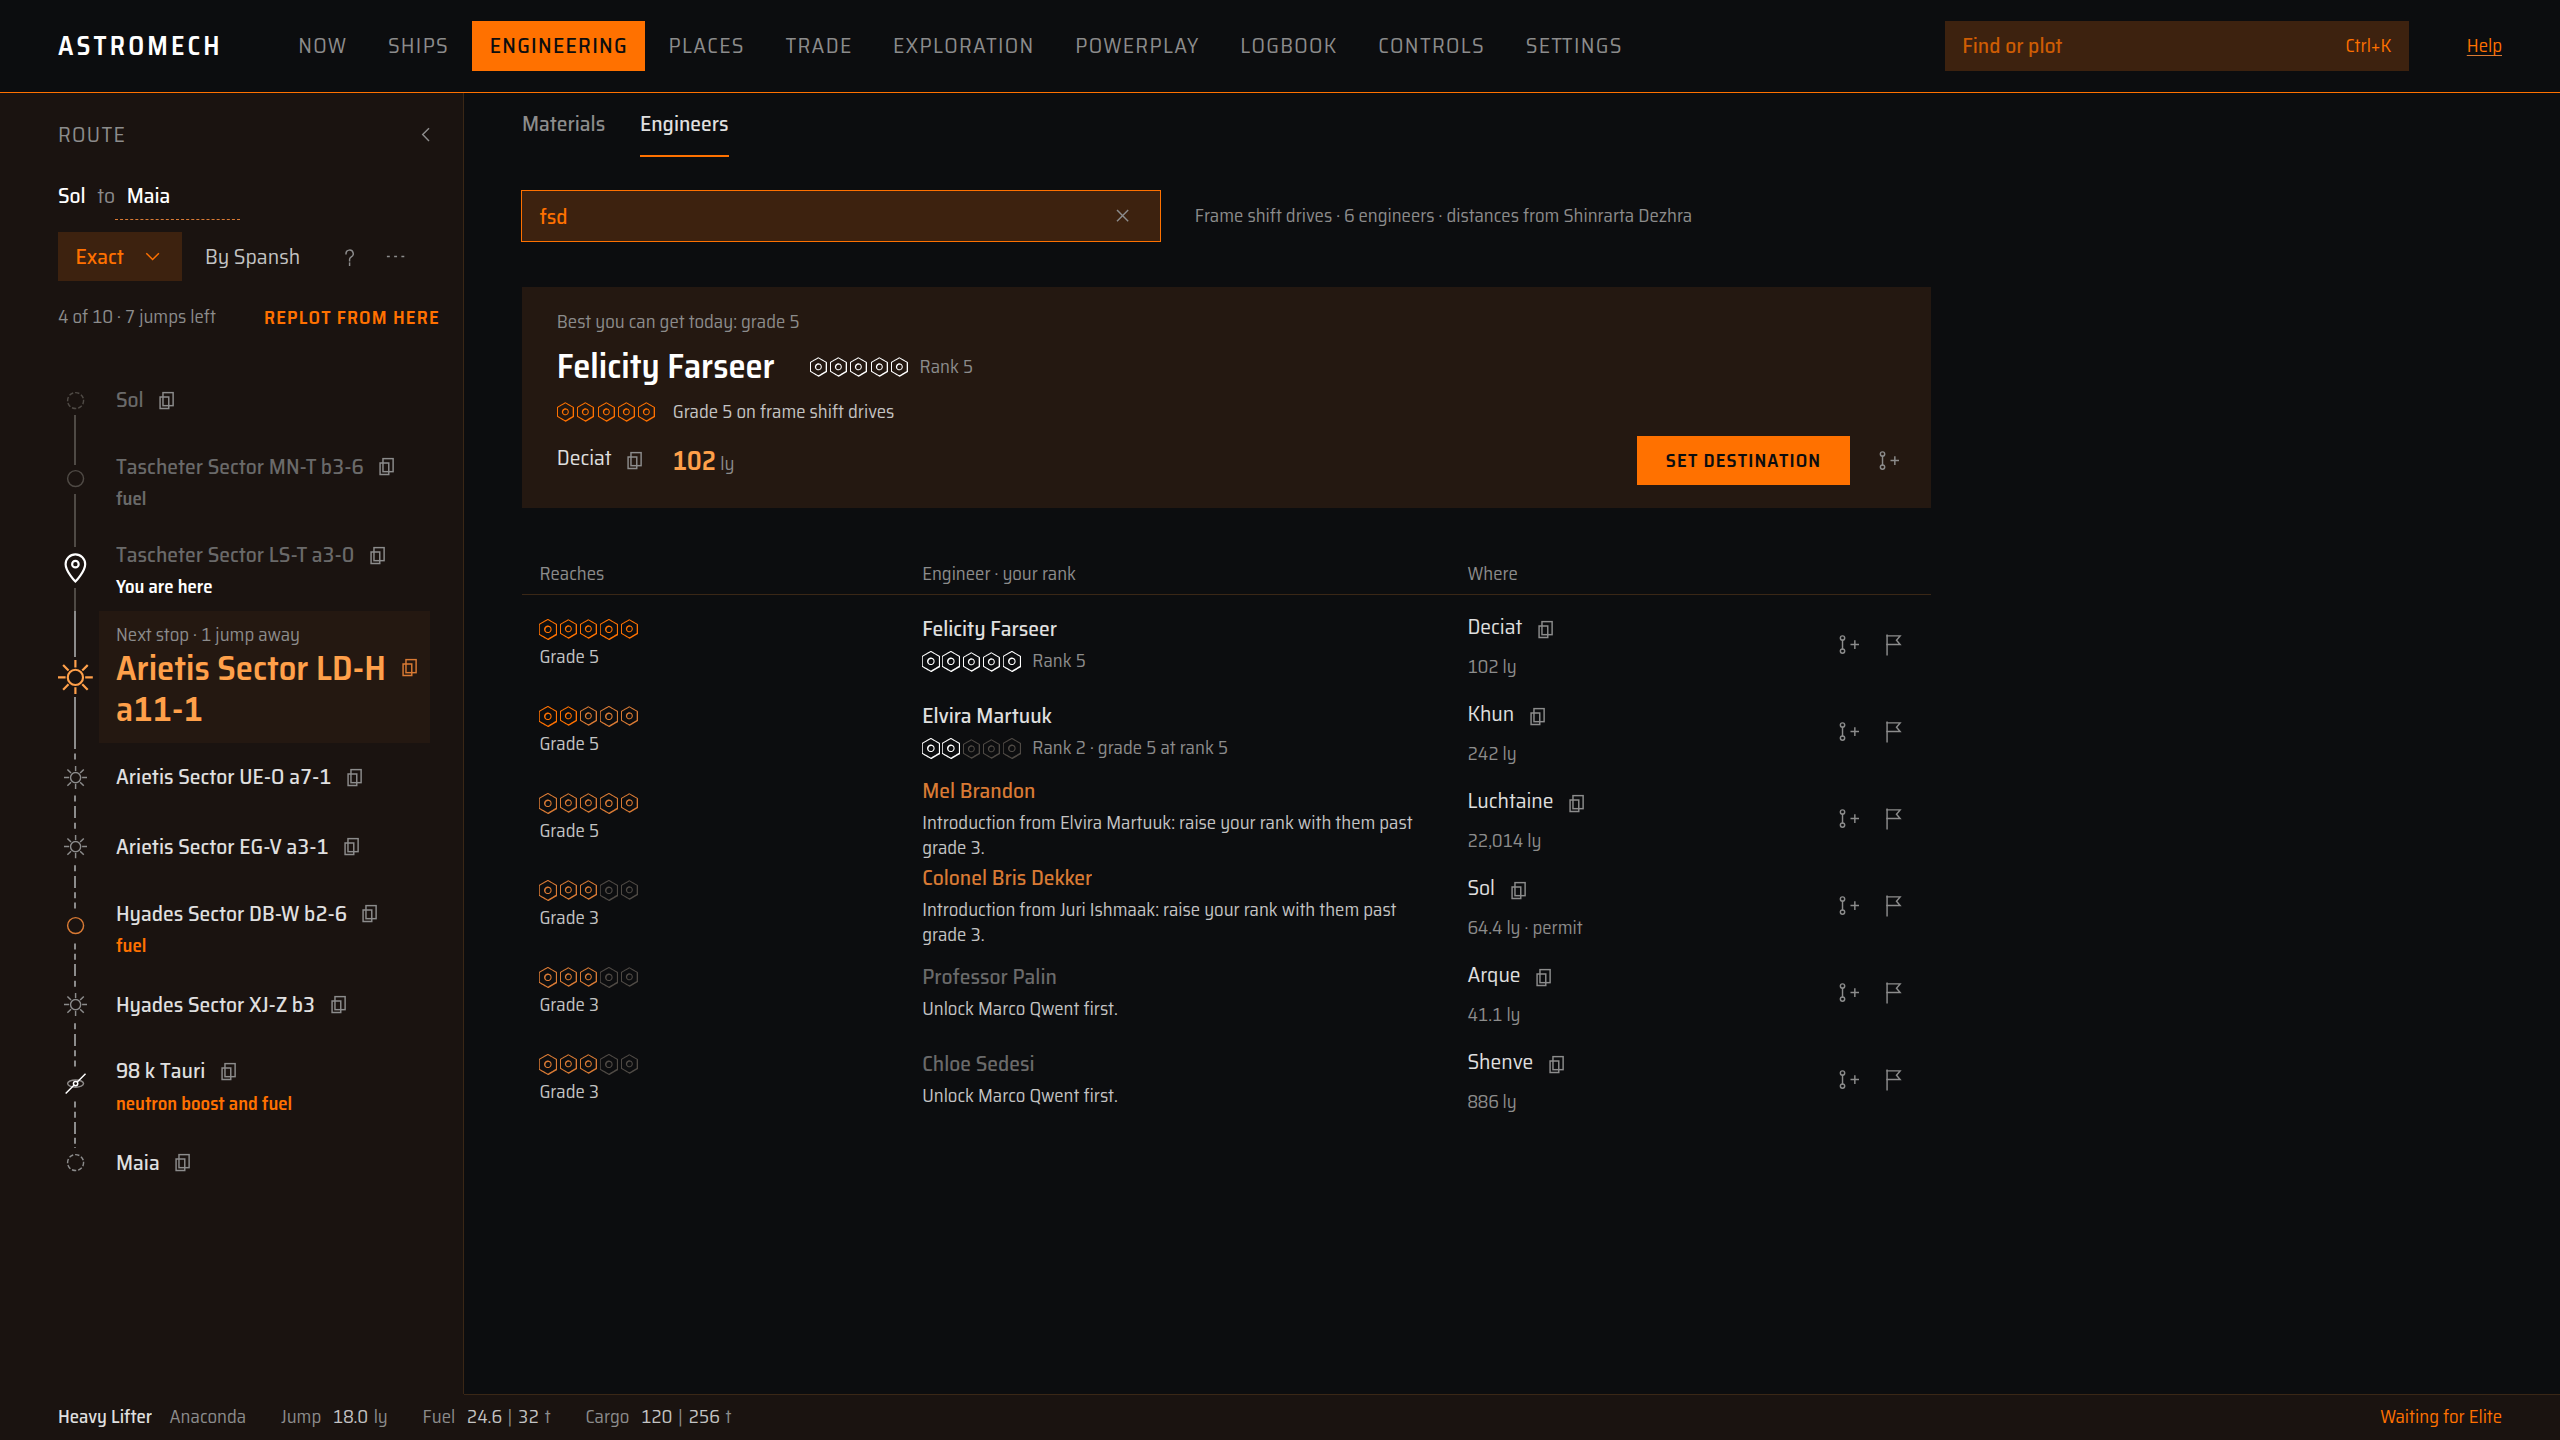 ASTROMECH NOW SHIPS ENGINEERING PLACES TRADE EXPLORATION POWERPLAY LOGBOOK CONTROLS SETTINGS Find or plot Ctrl+K Help
ROUTE
Sol to Maia
Exact By Spansh ? ···
4 of 10 · 7 jumps left REPLOT FROM HERE
Sol
Tascheter Sector MN-T b3-6
fuel
Tascheter Sector LS-T a3-0
You are here
Next stop · 1 jump away
Arietis Sector LD-H
a11-1
Arietis Sector UE-O a7-1
Arietis Sector EG-V a3-1
Hyades Sector DB-W b2-6
fuel
Hyades Sector XJ-Z b3
98 k Tauri
neutron boost and fuel
Maia
Materials Engineers
fsd
Frame shift drives · 6 engineers · distances from Shinrarta Dezhra
Best you can get today: grade 5
Felicity Farseer Rank 5
Grade 5 on frame shift drives
Deciat 102 ly SET DESTINATION
Reaches Engineer · your rank Where
Felicity Farseer Deciat
Grade 5 Rank 5 102 ly
Elvira Martuuk Khun
Grade 5 Rank 2 · grade 5 at rank 5 242 ly
Mel Brandon Luchtaine
Grade 5 Introduction from Elvira Martuuk: raise your rank with them past 22,014 ly
grade 3.
Colonel Bris Dekker Sol
Grade 3 Introduction from Juri Ishmaak: raise your rank with them past 64.4 ly · permit
grade 3.
Professor Palin Arque
Grade 3 Unlock Marco Qwent first. 41.1 ly
Chloe Sedesi Shenve
Grade 3 Unlock Marco Qwent first. 886 ly
Heavy Lifter Anaconda Jump 18.0 ly Fuel 24.6 | 32 t Cargo 120 | 256 t Waiting for Elite